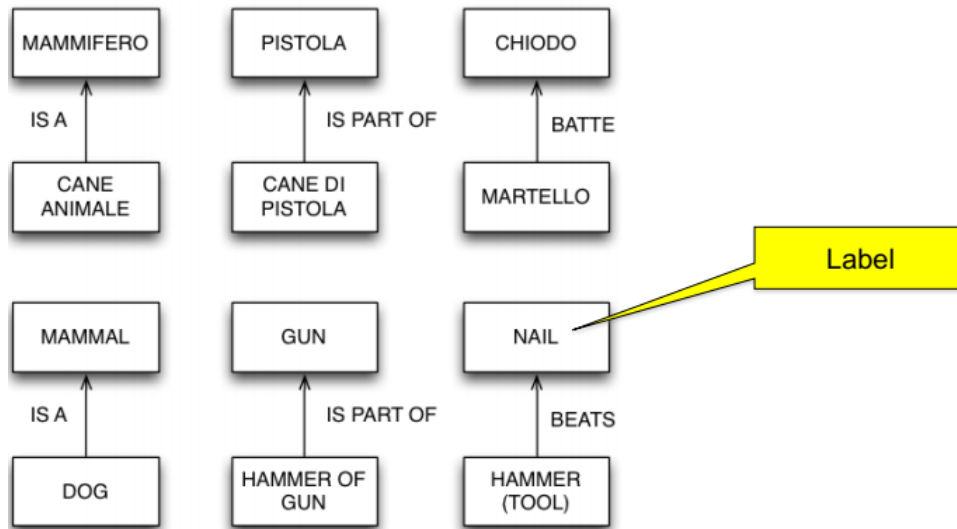 MAMMIFERO
PISTOLA
CHIODO
IS A
IS PART OF
BATTE
CANE
ANIMALE
CANE DI
PISTOLA
MARTELLO
Label
MAMMAL
GUN
NAIL
IS A
IS PART OF
BEATS
DOG
HAMMER OF
GUN
HAMMER
(TOOL)